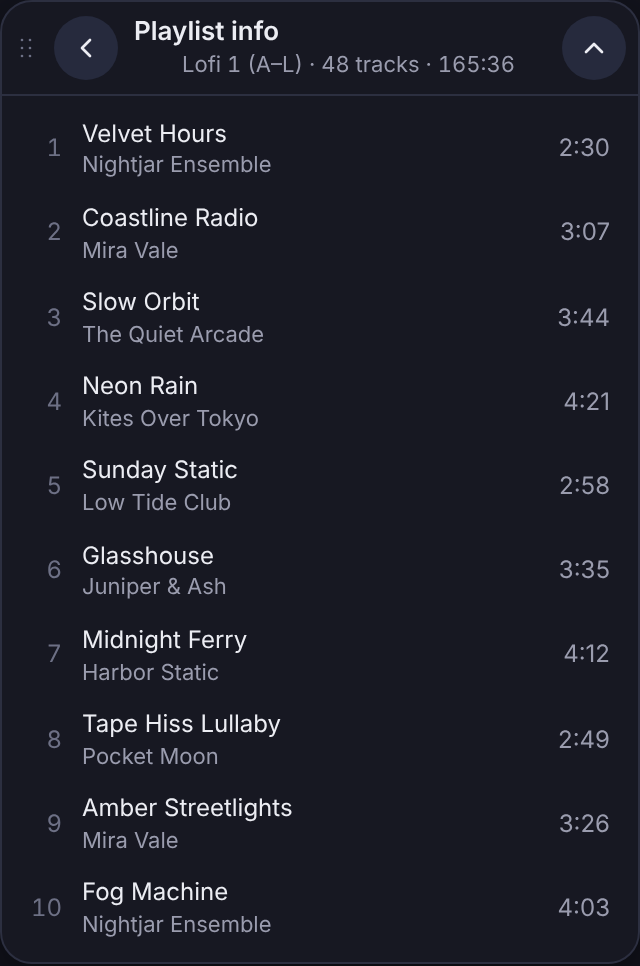 Playlist info
Lofi 1 (A–L) · 48 tracks · 165:36
1 Velvet Hours 2:30
Nightjar Ensemble
2 Coastline Radio 3:07
Mira Vale
3 Slow Orbit 3:44
The Quiet Arcade
4 Neon Rain 4:21
Kites Over Tokyo
5 Sunday Static 2:58
Low Tide Club
6 Glasshouse 3:35
Juniper & Ash
7 Midnight Ferry 4:12
Harbor Static
8 Tape Hiss Lullaby 2:49
Pocket Moon
9 Amber Streetlights 3:26
Mira Vale
10 Fog Machine 4:03
Nightjar Ensemble